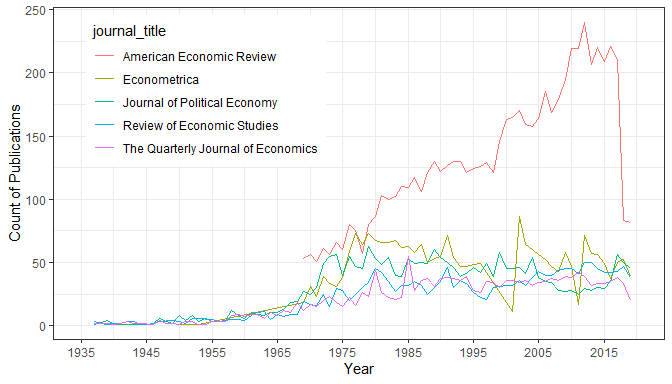 journal_title
American Economic Review
Econometrica
Journal of Political Economy
Review of Economic Studies
The Quarterly Journal of Economics
250
200
150
100
50
0
Count of Publications
1935 1945 1955 1965 1975 1985 1995 2005 2015
Year